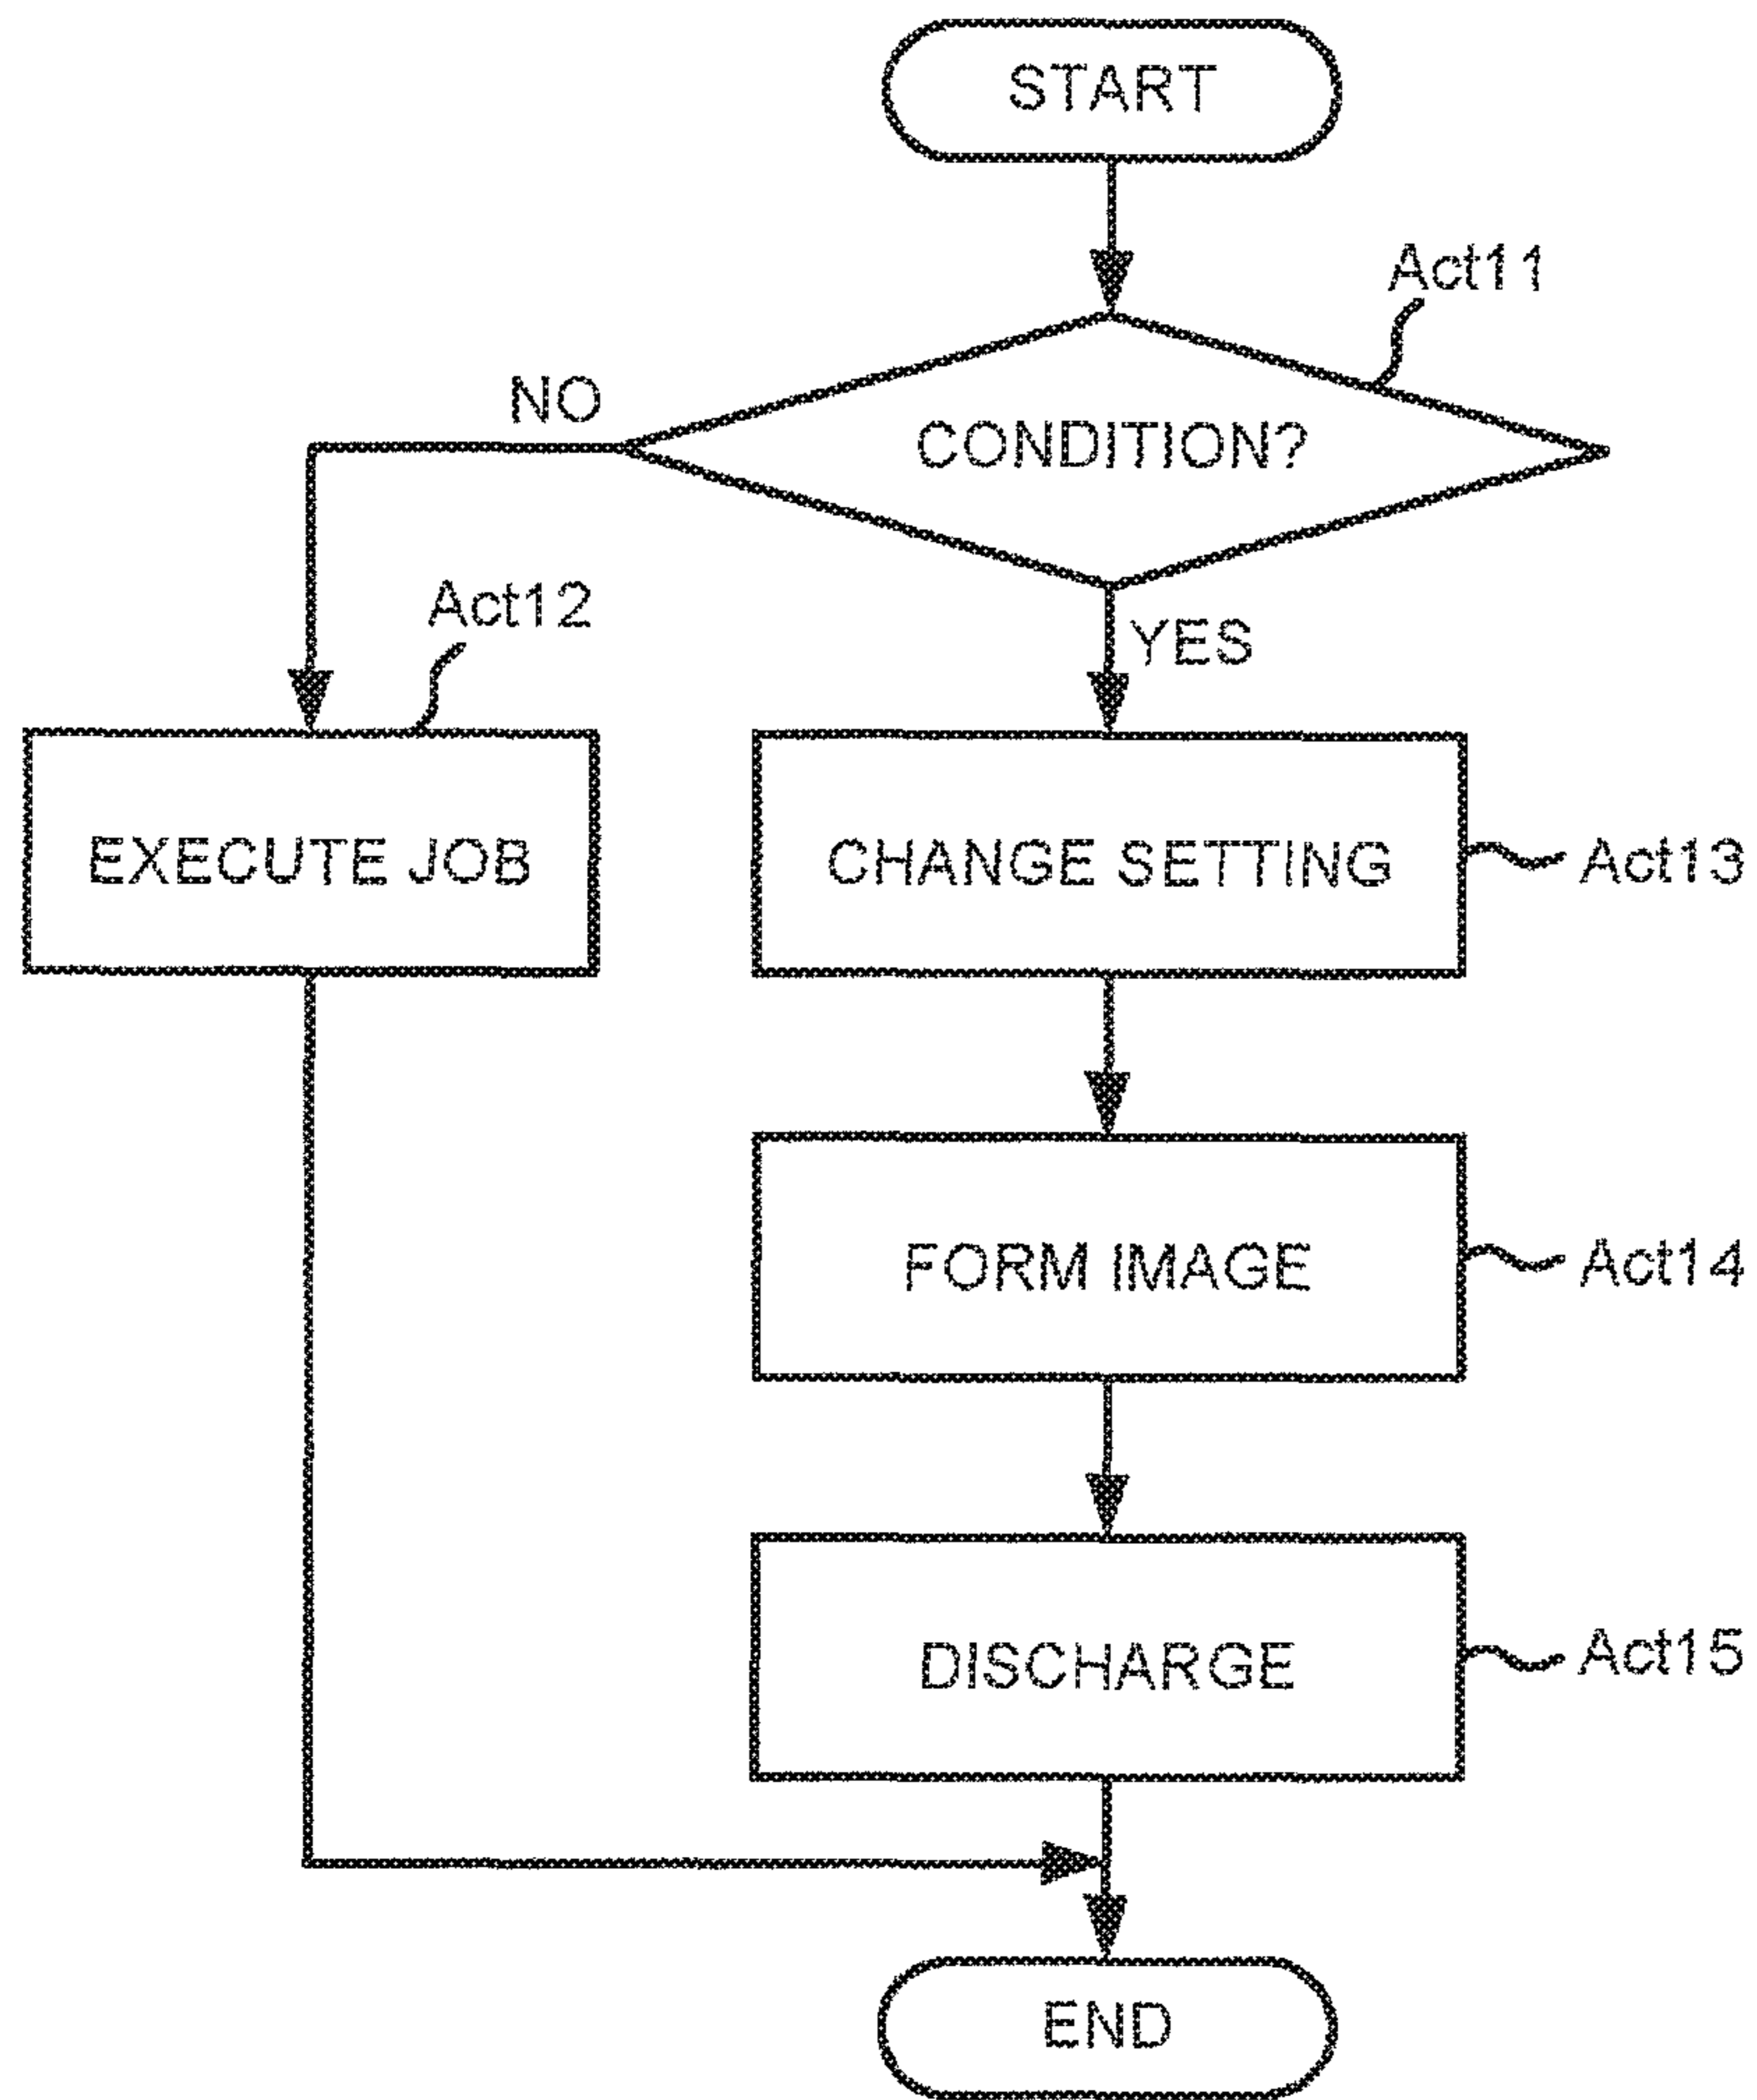 START
Act11
NO
CONDITION?
Act12
YES
EXECUTE JOB
CHANGE SETTING
Act13
FORM IMAGE
Act14
DISCHARGE
Act15
END